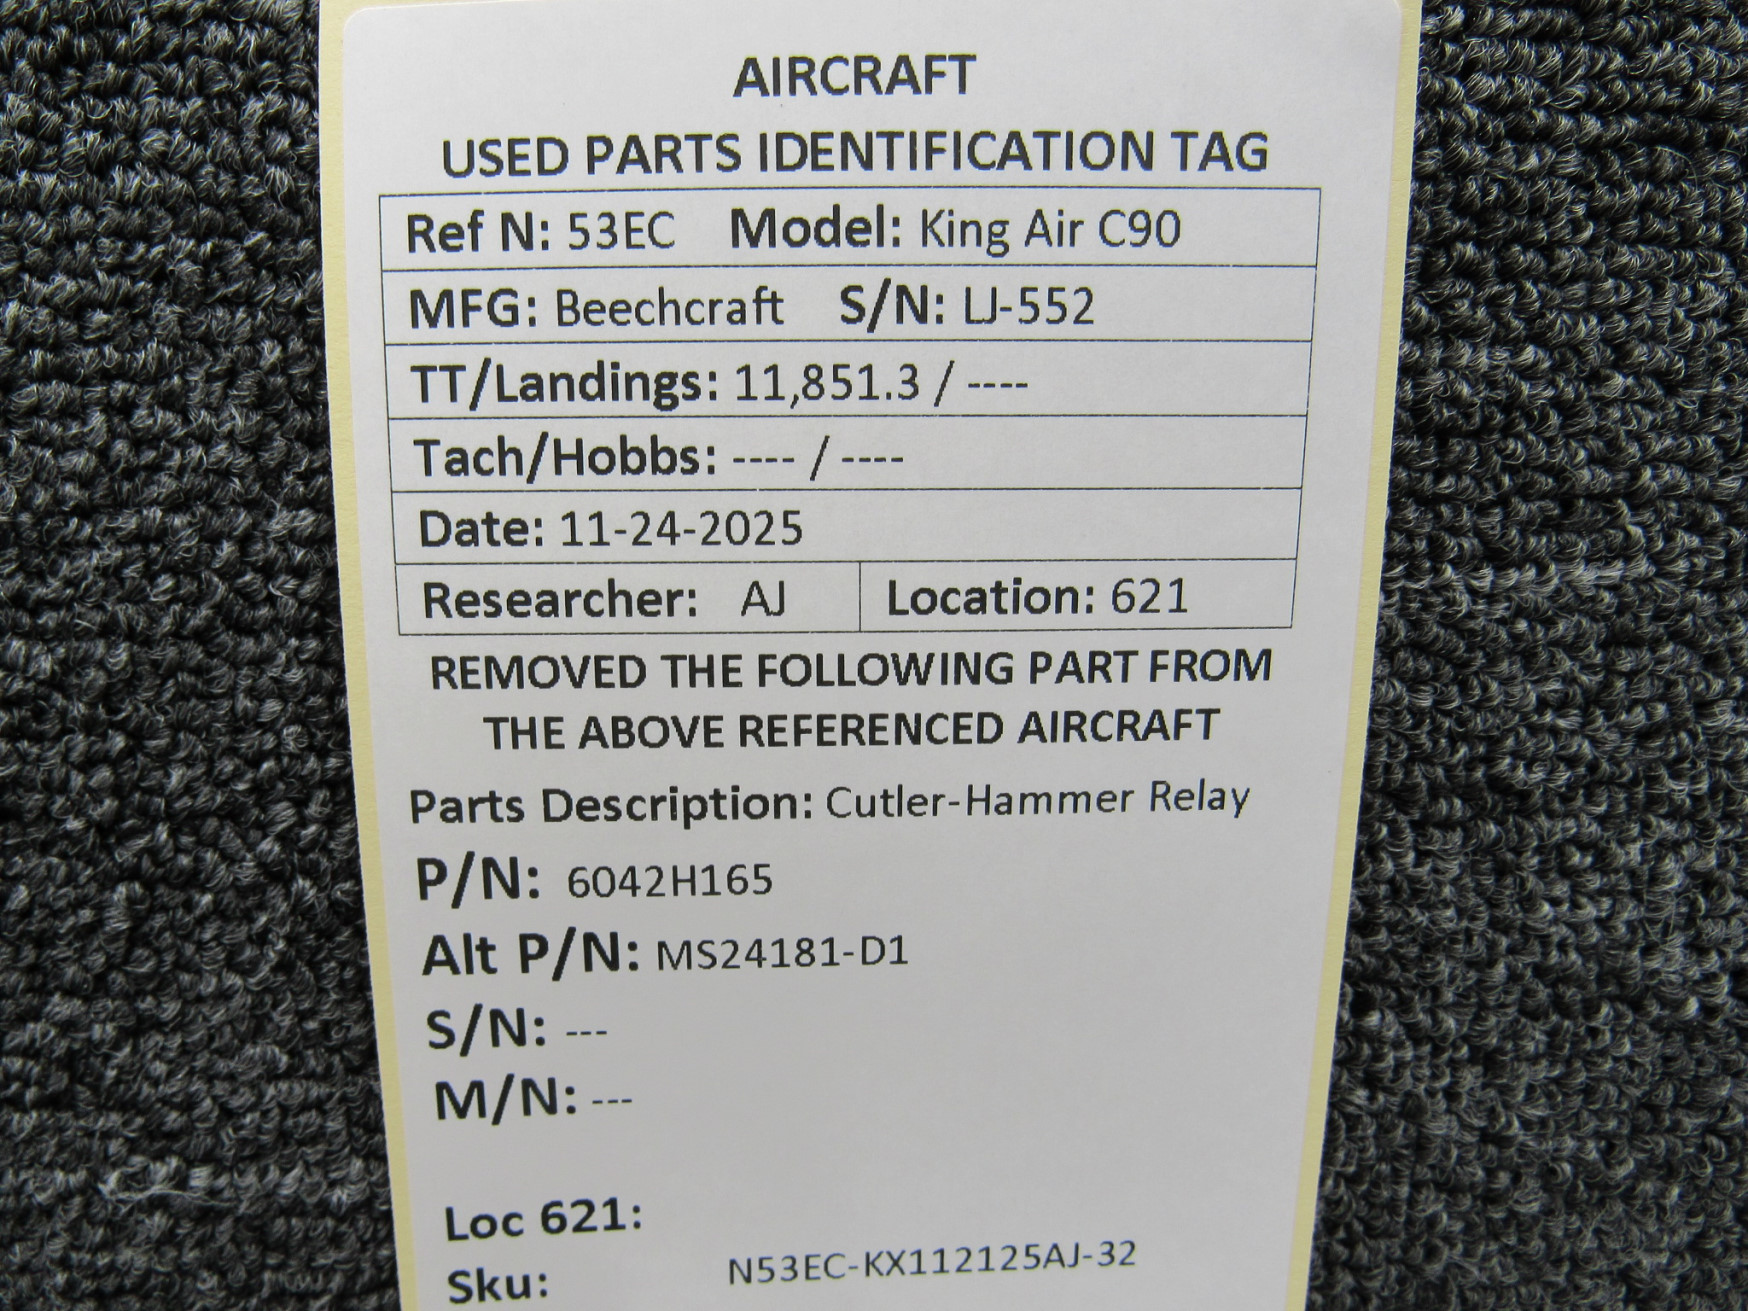 AIRCRAFT
USED PARTS IDENTIFICATION TAG
Ref N: 53EC Model: King Air C90
MFG: Beechcraft S/N: LJ-552
TT/Landings: 11,851.3 / ----
Tach/Hobbs: ---- / ----
Date: 11-24-2025
Researcher: AJ Location: 621
REMOVED THE FOLLOWING PART FROM
THE ABOVE REFERENCED AIRCRAFT
Parts Description: Cutler-Hammer Relay
P/N: 6042H165
Alt P/N: MS24181-D1
S/N: ---
M/N: ---
Loc 621:
Sku: N53EC-KX112125AJ-32